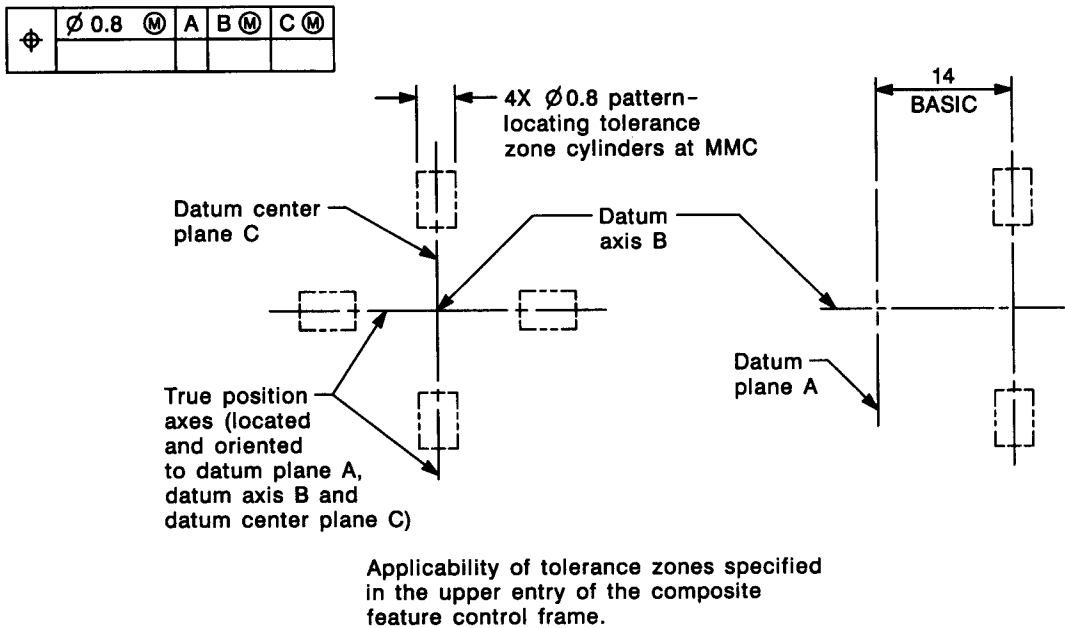 ⌖ Ø 0.8 Ⓜ A B Ⓜ C Ⓜ
4X Ø0.8 pattern-
locating tolerance
zone cylinders at MMC
14
BASIC
Datum center
plane C
Datum
axis B
Datum
plane A
True position
axes (located
and oriented
to datum plane A,
datum axis B and
datum center plane C)
Applicability of tolerance zones specified
in the upper entry of the composite
feature control frame.